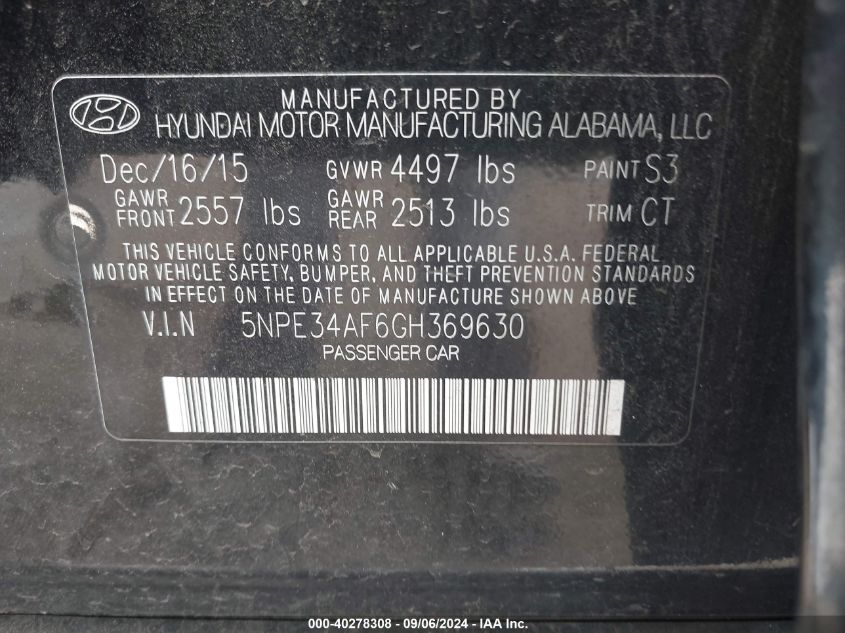 MANUFACTURED BY
HYUNDAI MOTOR MANUFACTURING ALABAMA, LLC
Dec/16/15 GVWR 4497 lbs PAINT S3
GAWR FRONT 2557 lbs GAWR REAR 2513 lbs TRIM CT
THIS VEHICLE CONFORMS TO ALL APPLICABLE U.S.A. FEDERAL
MOTOR VEHICLE SAFETY, BUMPER, AND THEFT PREVENTION STANDARDS
IN EFFECT ON THE DATE OF MANUFACTURE SHOWN ABOVE
V.I.N 5NPE34AF6GH369630
PASSENGER CAR
000-40278308 - 09/06/2024 - IAA Inc.